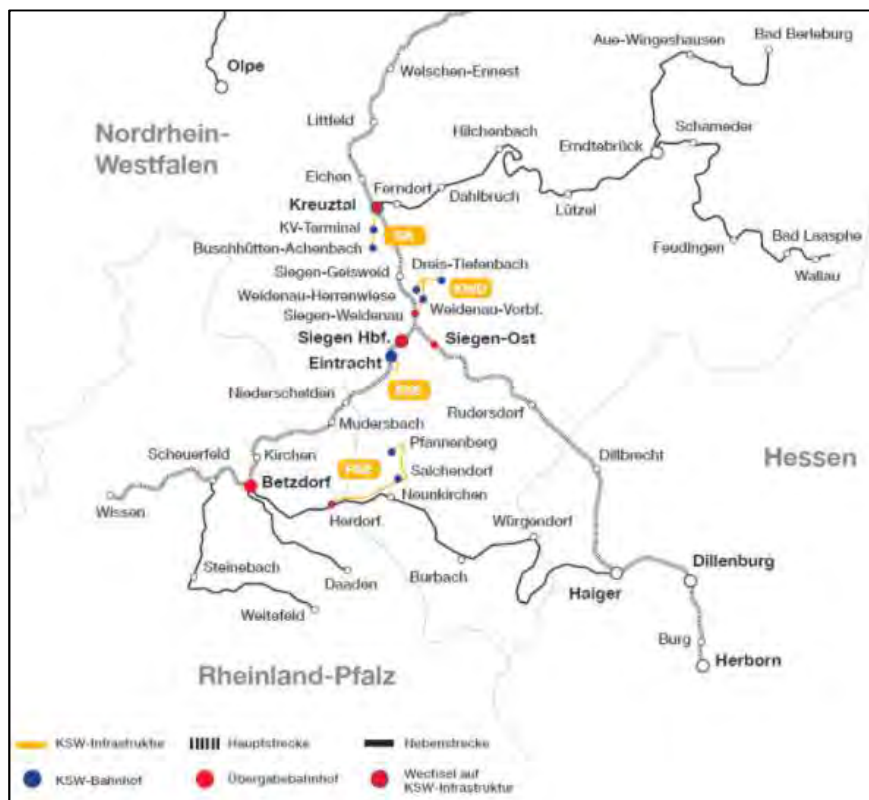 Bad Berleburg
Aue-Wingeshausen
Welschen-Ennest
Olpe
Littfeld
Hilchenbach
Schameder
Nordrhein-
Westfalen
Erndtebrück
Eichen
Ferndorf
Dahlbruch
Lützel
Kreuztal
KV-Terminal
Buschhütten-Achenbach
Feudingen
Bad Laasphe
Wallau
Siegen-Geisweid
Dreis-Tiefenbach
Weidenau-Herrenwiese
Weidenau-Vorbf.
Siegen-Weidenau
Siegen Hbf.
Siegen-Ost
Eintracht
Niederschelden
Rudersdorf
Mudersbach
Pfannenberg
Scheuerfeld
Kirchen
Dillbrecht
Hessen
Salchendorf
Betzdorf
Neunkirchen
Wissen
Herdorf
Würgendorf
Steinebach
Daaden
Burbach
Haiger
Dillenburg
Weitefeld
Burg
Herborn
Rheinland-Pfalz
KSW-Infrastruktur
Hauptstrecke
Nebenstrecke
KSW-Bahnhof
Übergabebahnhof
Wechsel auf
KSW-Infrastruktur